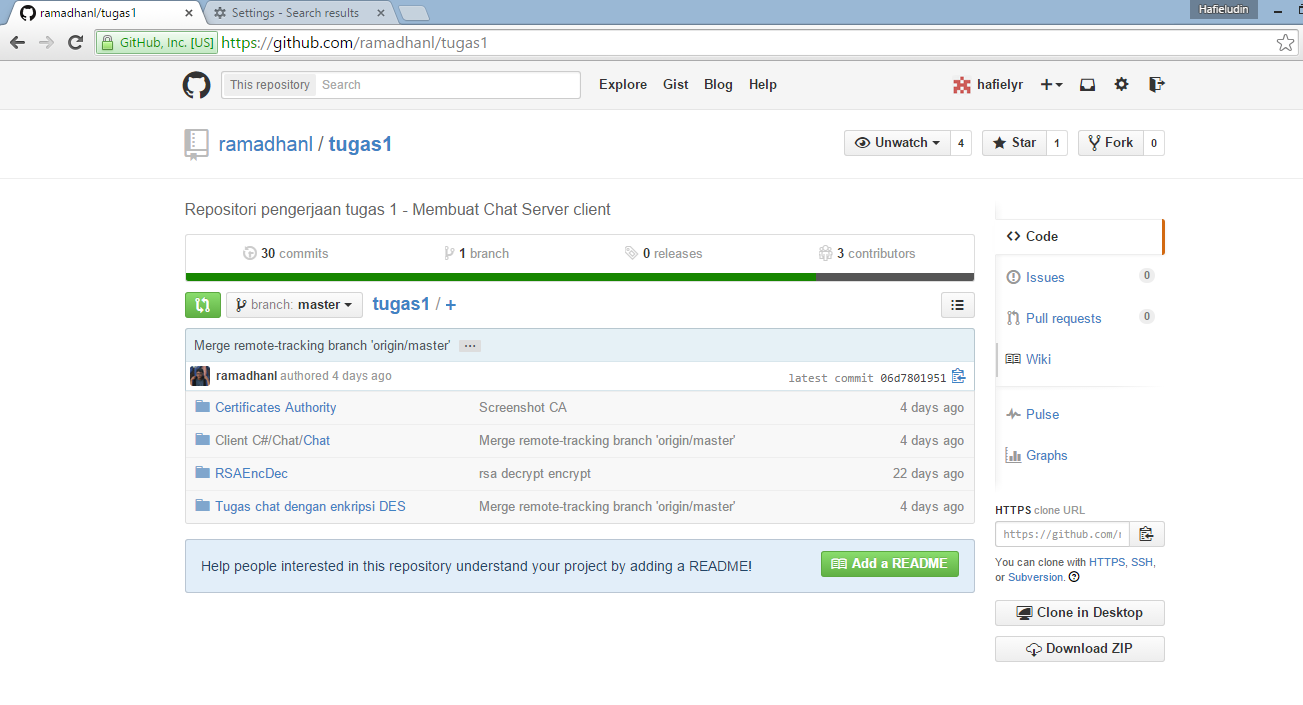 ramadhanl/tugas1 Settings - Search results Hafieludin
GitHub, Inc. [US] https://github.com/ramadhanl/tugas1
This repository Search Explore Gist Blog Help hafielyr
ramadhanl / tugas1 Unwatch 4 Star 1 Fork 0
Repositori pengerjaan tugas 1 - Membuat Chat Server client
30 commits 1 branch 0 releases 3 contributors
branch: master tugas1 / +
Merge remote-tracking branch 'origin/master' ...
ramadhanl authored 4 days ago latest commit 06d7801951
Certificates Authority Screenshot CA 4 days ago
Client C#/Chat/Chat Merge remote-tracking branch 'origin/master' 4 days ago
RSAEncDec rsa decrypt encrypt 22 days ago
Tugas chat dengan enkripsi DES Merge remote-tracking branch 'origin/master' 4 days ago
Help people interested in this repository understand your project by adding a README! Add a README
Code
Issues 0
Pull requests 0
Wiki
Pulse
Graphs
HTTPS clone URL
https://github.com/
You can clone with HTTPS, SSH,
or Subversion.
Clone in Desktop
Download ZIP